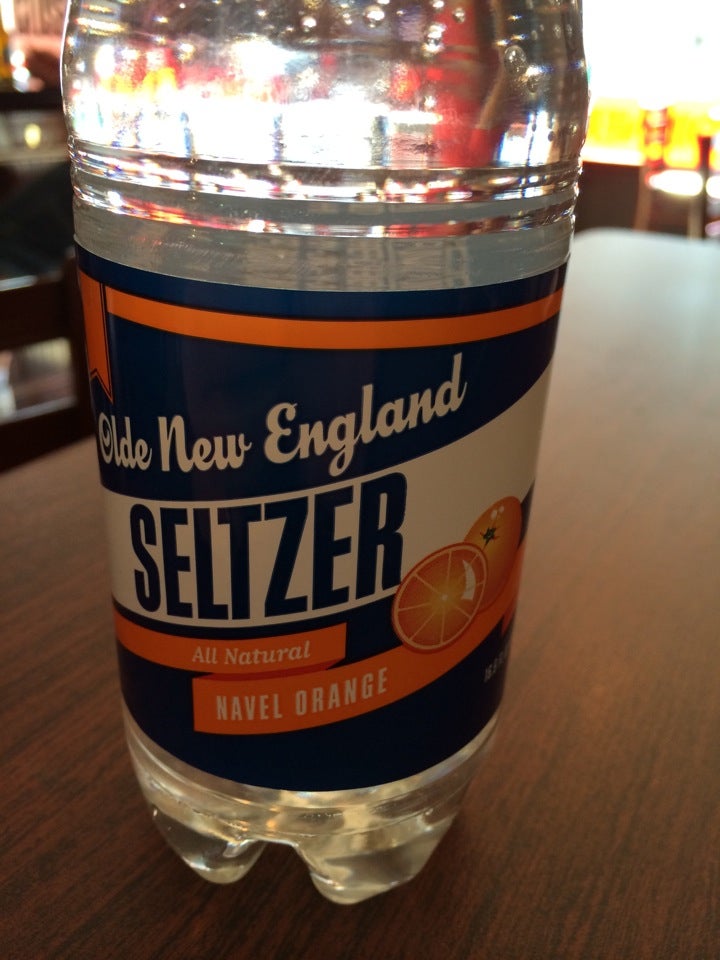 Olde New England
SELTZER
All Natural
NAVEL ORANGE